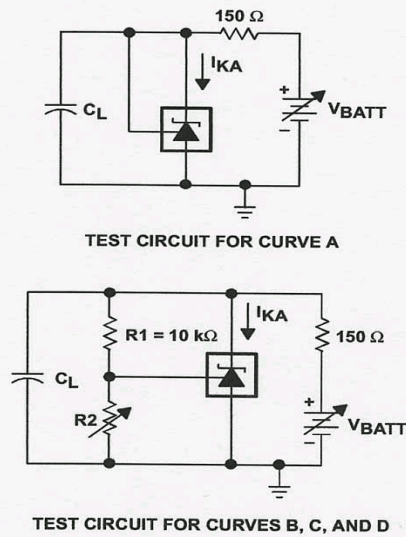 150 Ω
IKA
CL
+
VBATT
−
TEST CIRCUIT FOR CURVE A
IKA
R1 = 10 kΩ
150 Ω
CL
R2
+
VBATT
−
TEST CIRCUIT FOR CURVES B, C, AND D